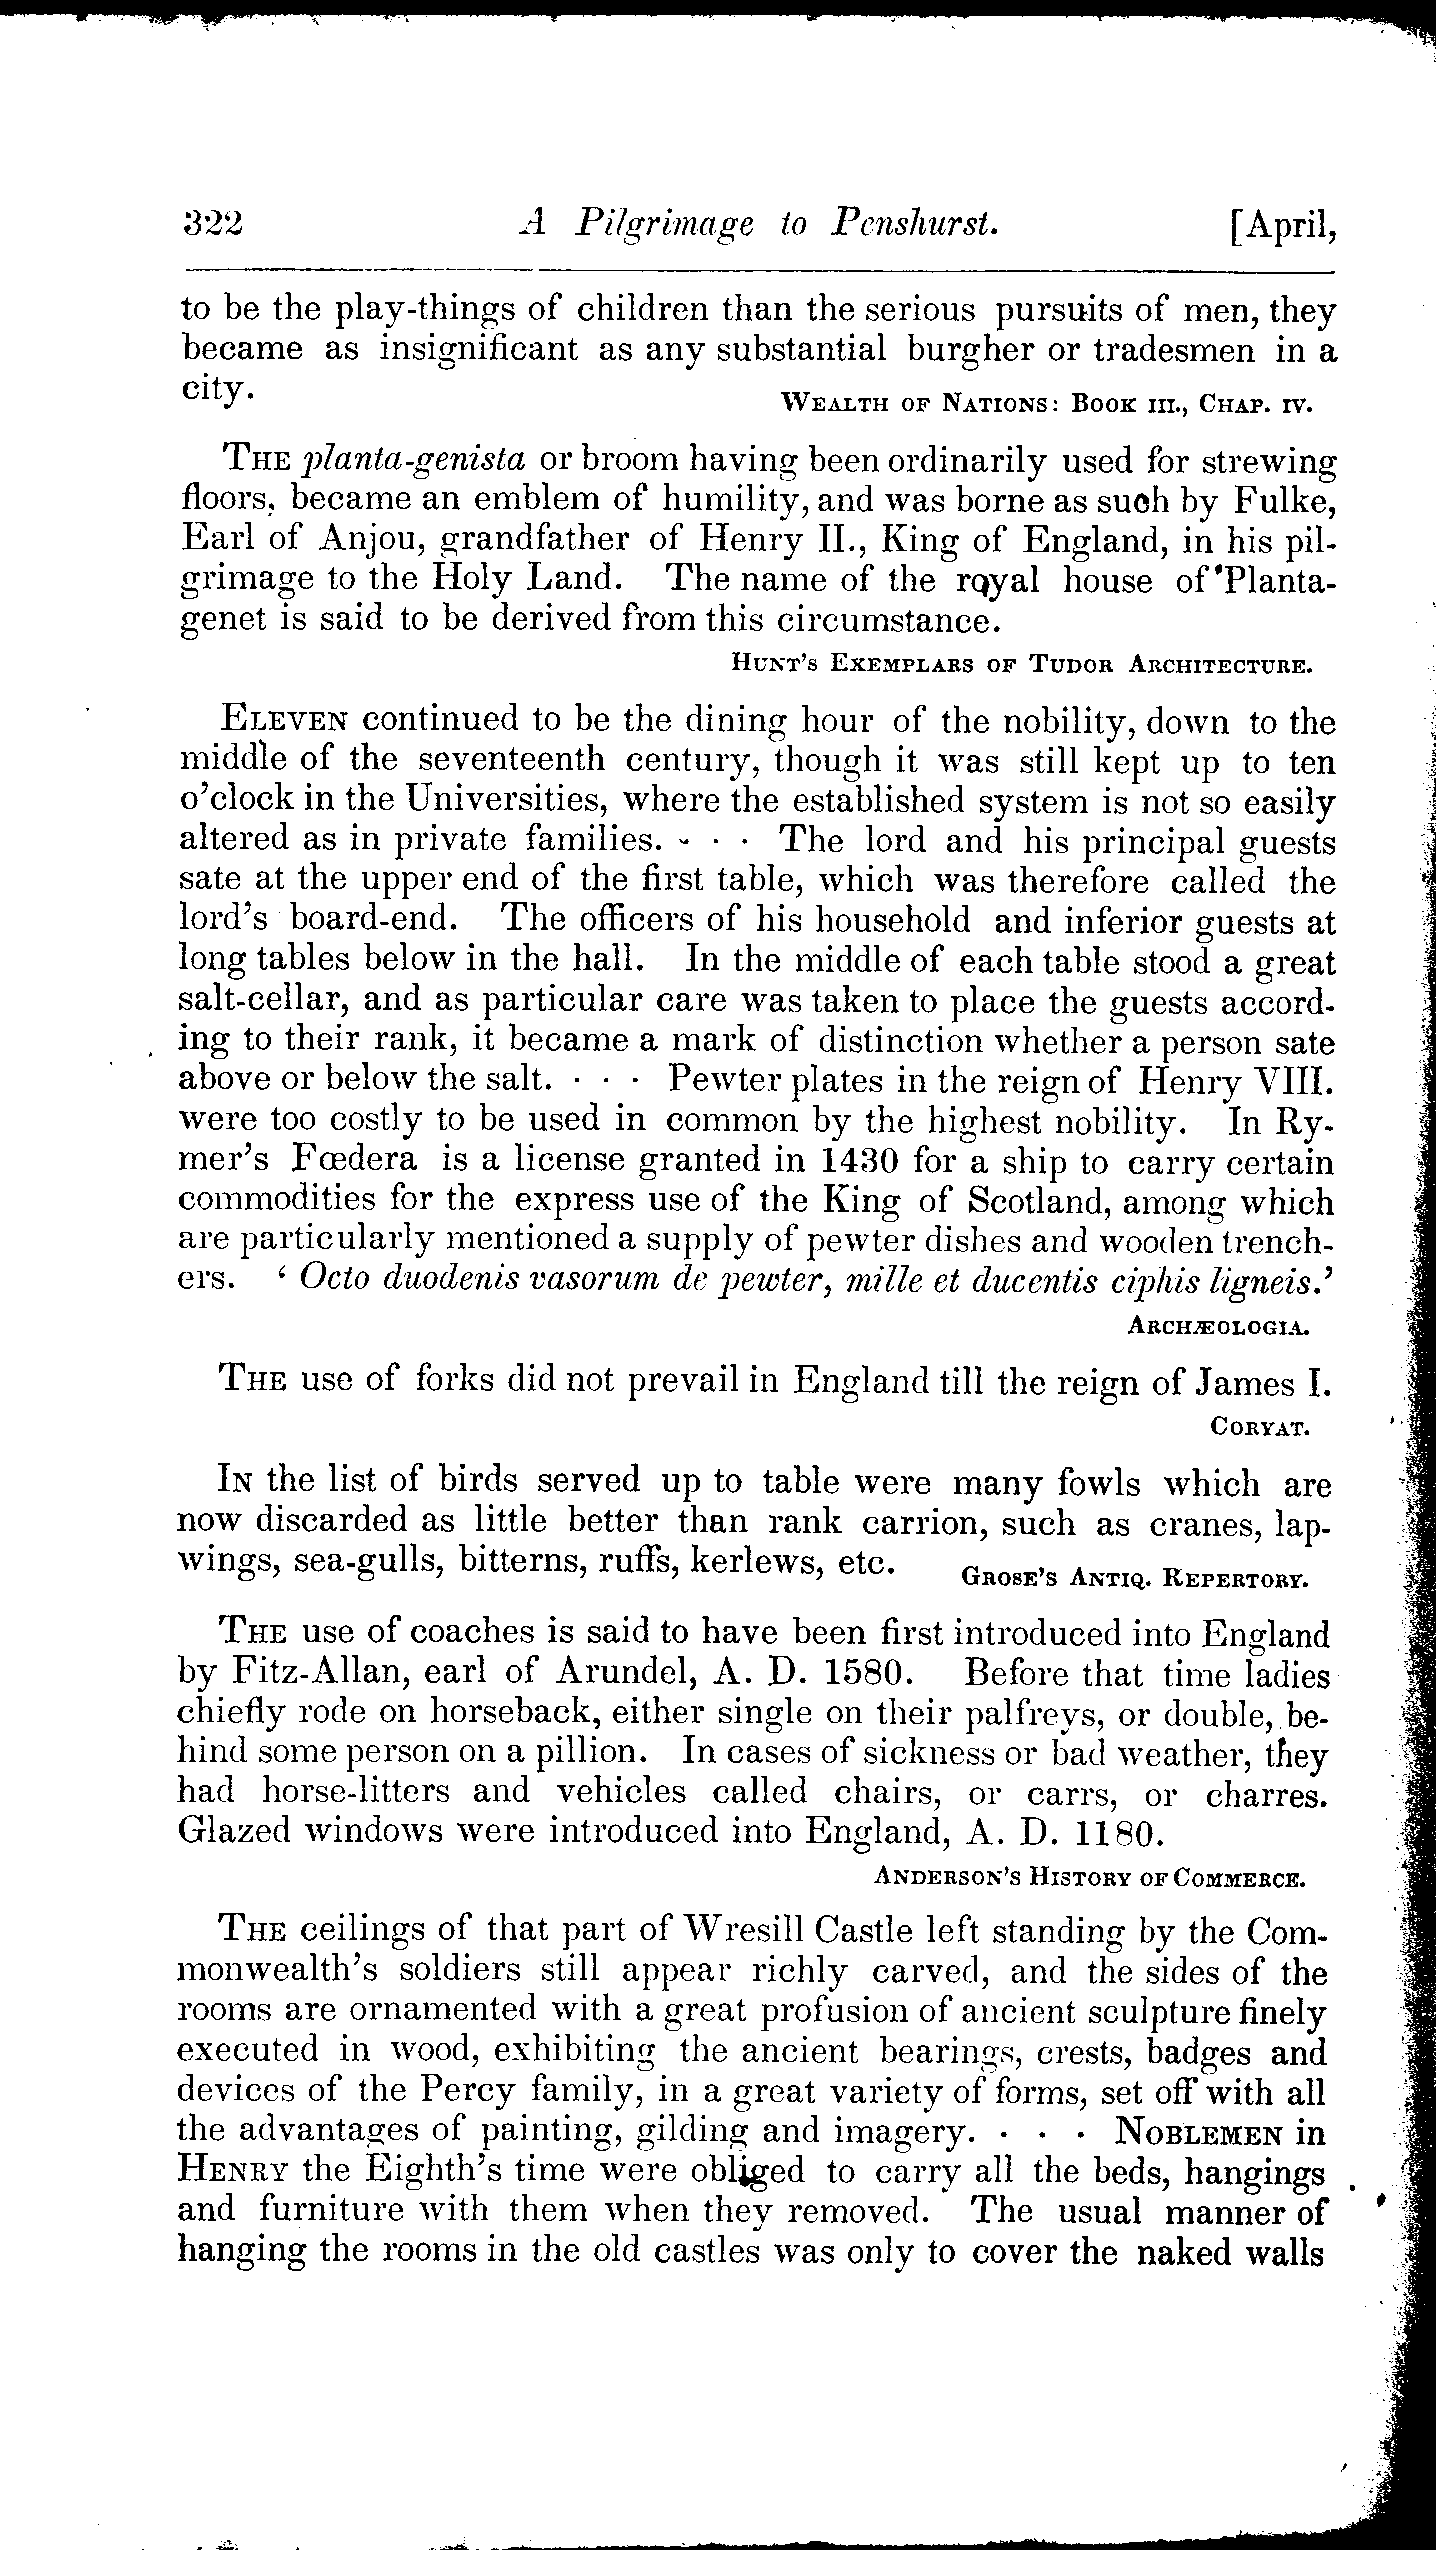 322 A Pilgrimage to Penshurst. [April,
to be the play-things of children than the serious pursuits of men, they
became as insignificant as any substantial burgher or tradesmen in a
city. WEALTH OF NATIONS: BOOK III., CHAP. IV.
THE planta-genista or broom having been ordinarily used for strewing
floors, became an emblem of humility, and was borne as such by Fulke,
Earl of Anjou, grandfather of Henry II., King of England, in his pil-
grimage to the Holy Land. The name of the royal house of Planta-
genet is said to be derived from this circumstance.
HUNT'S EXEMPLARS OF TUDOR ARCHITECTURE.
ELEVEN continued to be the dining hour of the nobility, down to the
middle of the seventeenth century, though it was still kept up to ten
o'clock in the Universities, where the established system is not so easily
altered as in private families. - · · The lord and his principal guests
sate at the upper end of the first table, which was therefore called the
lord's board-end. The officers of his household and inferior guests at
long tables below in the hall. In the middle of each table stood a great
salt-cellar, and as particular care was taken to place the guests accord-
ing to their rank, it became a mark of distinction whether a person sate
above or below the salt. · · · Pewter plates in the reign of Henry VIII.
were too costly to be used in common by the highest nobility. In Ry-
mer's Fœdera is a license granted in 1430 for a ship to carry certain
commodities for the express use of the King of Scotland, among which
are particularly mentioned a supply of pewter dishes and wooden trench-
ers. ‘ Octo duodenis vasorum de pewter, mille et ducentis ciphis ligneis.’
ARCHÆOLOGIA.
THE use of forks did not prevail in England till the reign of James I.
CORYAT.
IN the list of birds served up to table were many fowls which are
now discarded as little better than rank carrion, such as cranes, lap-
wings, sea-gulls, bitterns, ruffs, kerlews, etc. GROSE'S ANTIQ. REPERTORY.
THE use of coaches is said to have been first introduced into England
by Fitz-Allan, earl of Arundel, A. D. 1580. Before that time ladies
chiefly rode on horseback, either single on their palfreys, or double, be-
hind some person on a pillion. In cases of sickness or bad weather, they
had horse-litters and vehicles called chairs, or carrs, or charres.
Glazed windows were introduced into England, A. D. 1180.
ANDERSON'S HISTORY OF COMMERCE.
THE ceilings of that part of Wresill Castle left standing by the Com-
monwealth's soldiers still appear richly carved, and the sides of the
rooms are ornamented with a great profusion of ancient sculpture finely
executed in wood, exhibiting the ancient bearings, crests, badges and
devices of the Percy family, in a great variety of forms, set off with all
the advantages of painting, gilding and imagery. · · · NOBLEMEN in
HENRY the Eighth's time were obliged to carry all the beds, hangings
and furniture with them when they removed. The usual manner of
hanging the rooms in the old castles was only to cover the naked walls